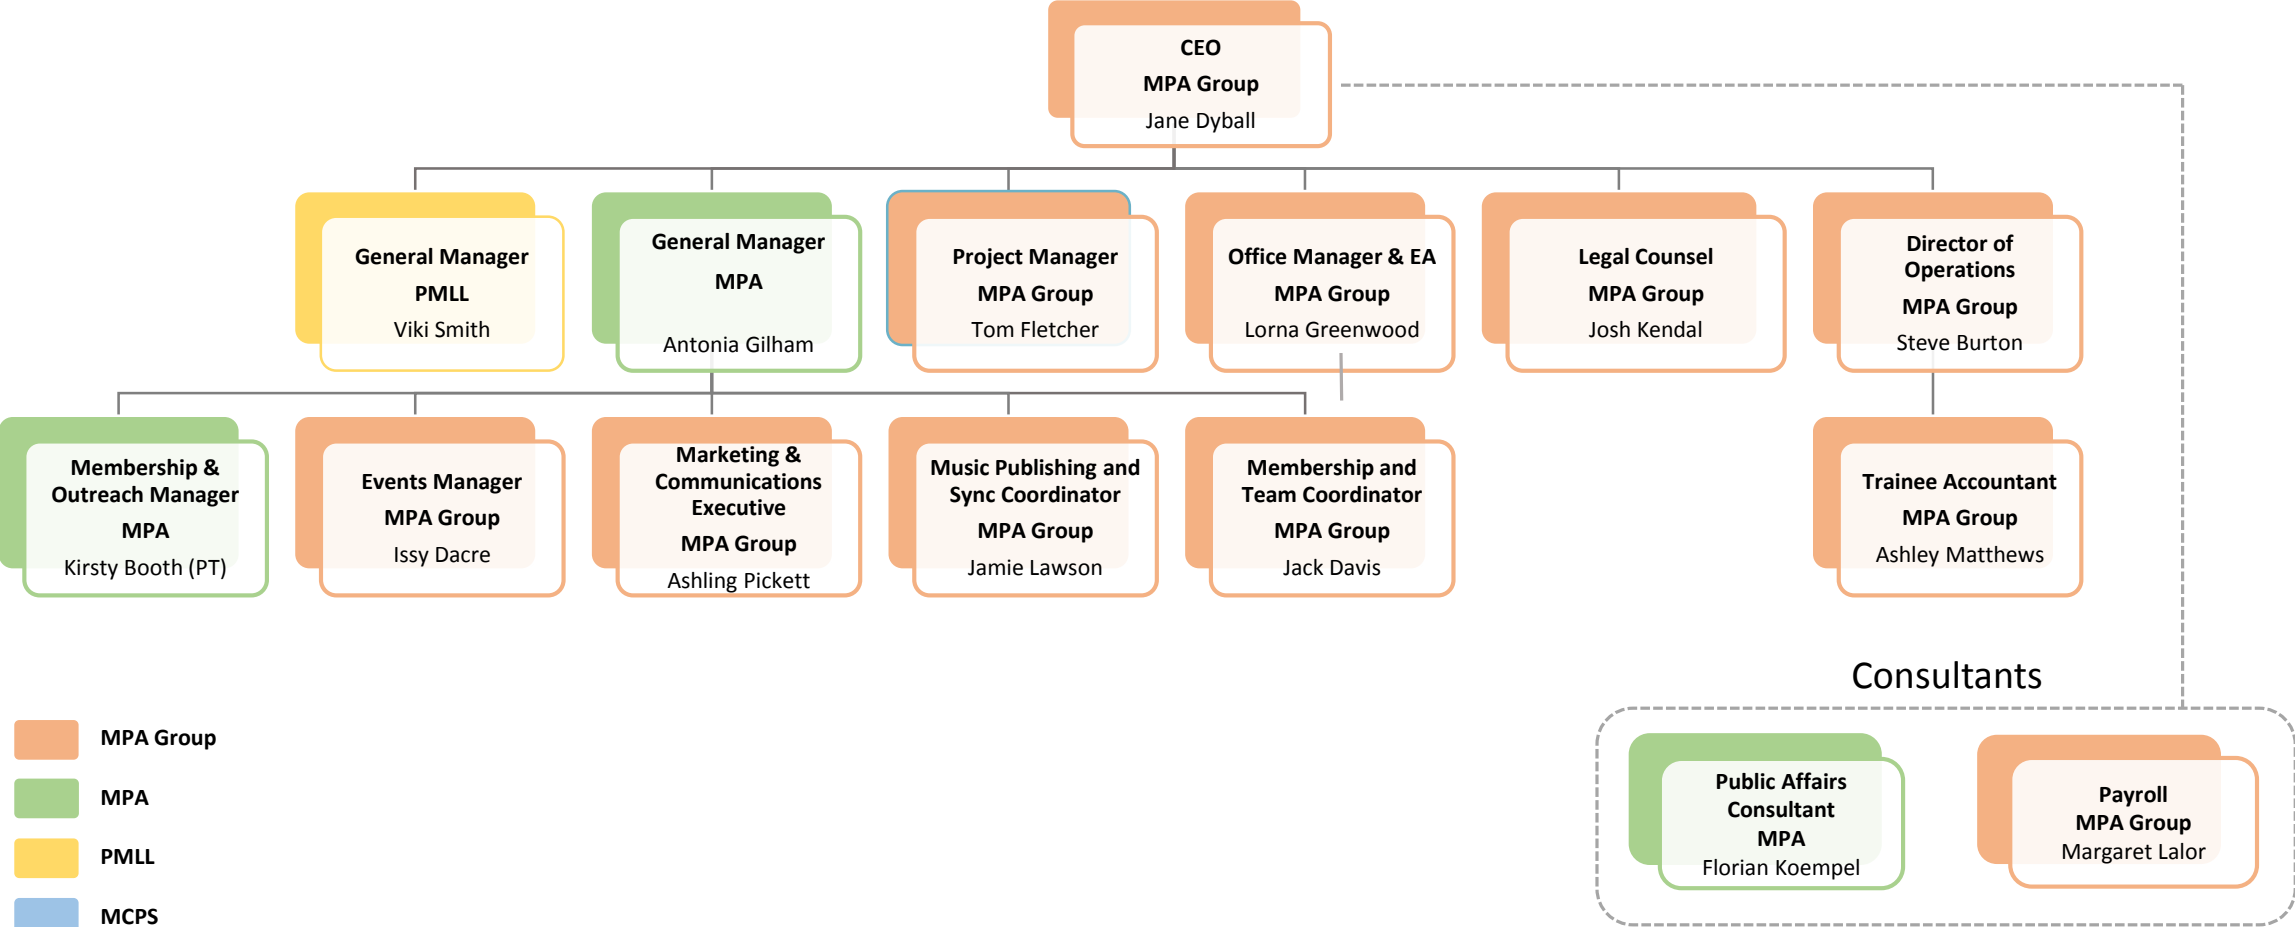 CEO
MPA Group
Jane Dyball
General Manager
PMLL
Viki Smith
General Manager
MPA
Antonia Gilham
Project Manager
MPA Group
Tom Fletcher
Office Manager & EA
MPA Group
Lorna Greenwood
Legal Counsel
MPA Group
Josh Kendal
Director of
Operations
MPA Group
Steve Burton
Membership &
Outreach Manager
MPA
Kirsty Booth (PT)
Events Manager
MPA Group
Issy Dacre
Marketing &
Communications
Executive
MPA Group
Ashling Pickett
Music Publishing and
Sync Coordinator
MPA Group
Jamie Lawson
Membership and
Team Coordinator
MPA Group
Jack Davis
Trainee Accountant
MPA Group
Ashley Matthews
Consultants
Public Affairs
Consultant
MPA
Florian Koempel
Payroll
MPA Group
Margaret Lalor
MPA Group
MPA
PMLL
MCPS